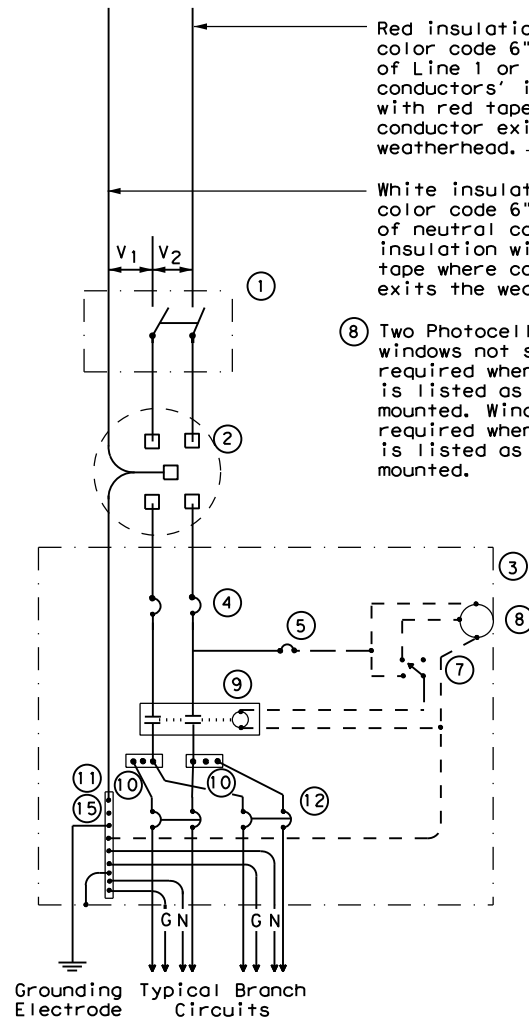 Red insulatio
color code 6"
of Line 1 or
conductors' i
with red tape
conductor exi
weatherhead.
White insulat
color code 6"
of neutral co
insulation wi
tape where co
exits the wea
V1 V2
1
8 Two Photocell
windows not s
required when
is listed as
mounted. Wind
required when
is listed as
mounted.
2
3
4
5
8
7
9
11
10
10
12
15
G N G N
Grounding Typical Branch
Electrode Circuits